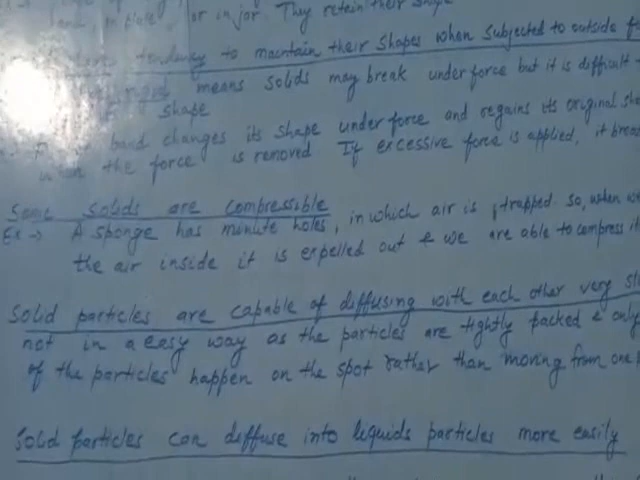 or in jar They retain their shape
tendency to maintain their shapes when subjected to outside
means solids may break under force but it is difficult
shape
band changes its shape under force and regains its original
when the force is removed If excessive force is applied, it
Some solids are compressible
Ex → A sponge has minute holes, in which air is trapped. so, when
the air inside it is expelled out & we are able to compress it
Solid particles are capable of diffusing with each other very
not in a easy way as the particles are tightly packed & only
of the particles happen on the spot rather than moving from one
Solid particles can diffuse into liquids particles more easily